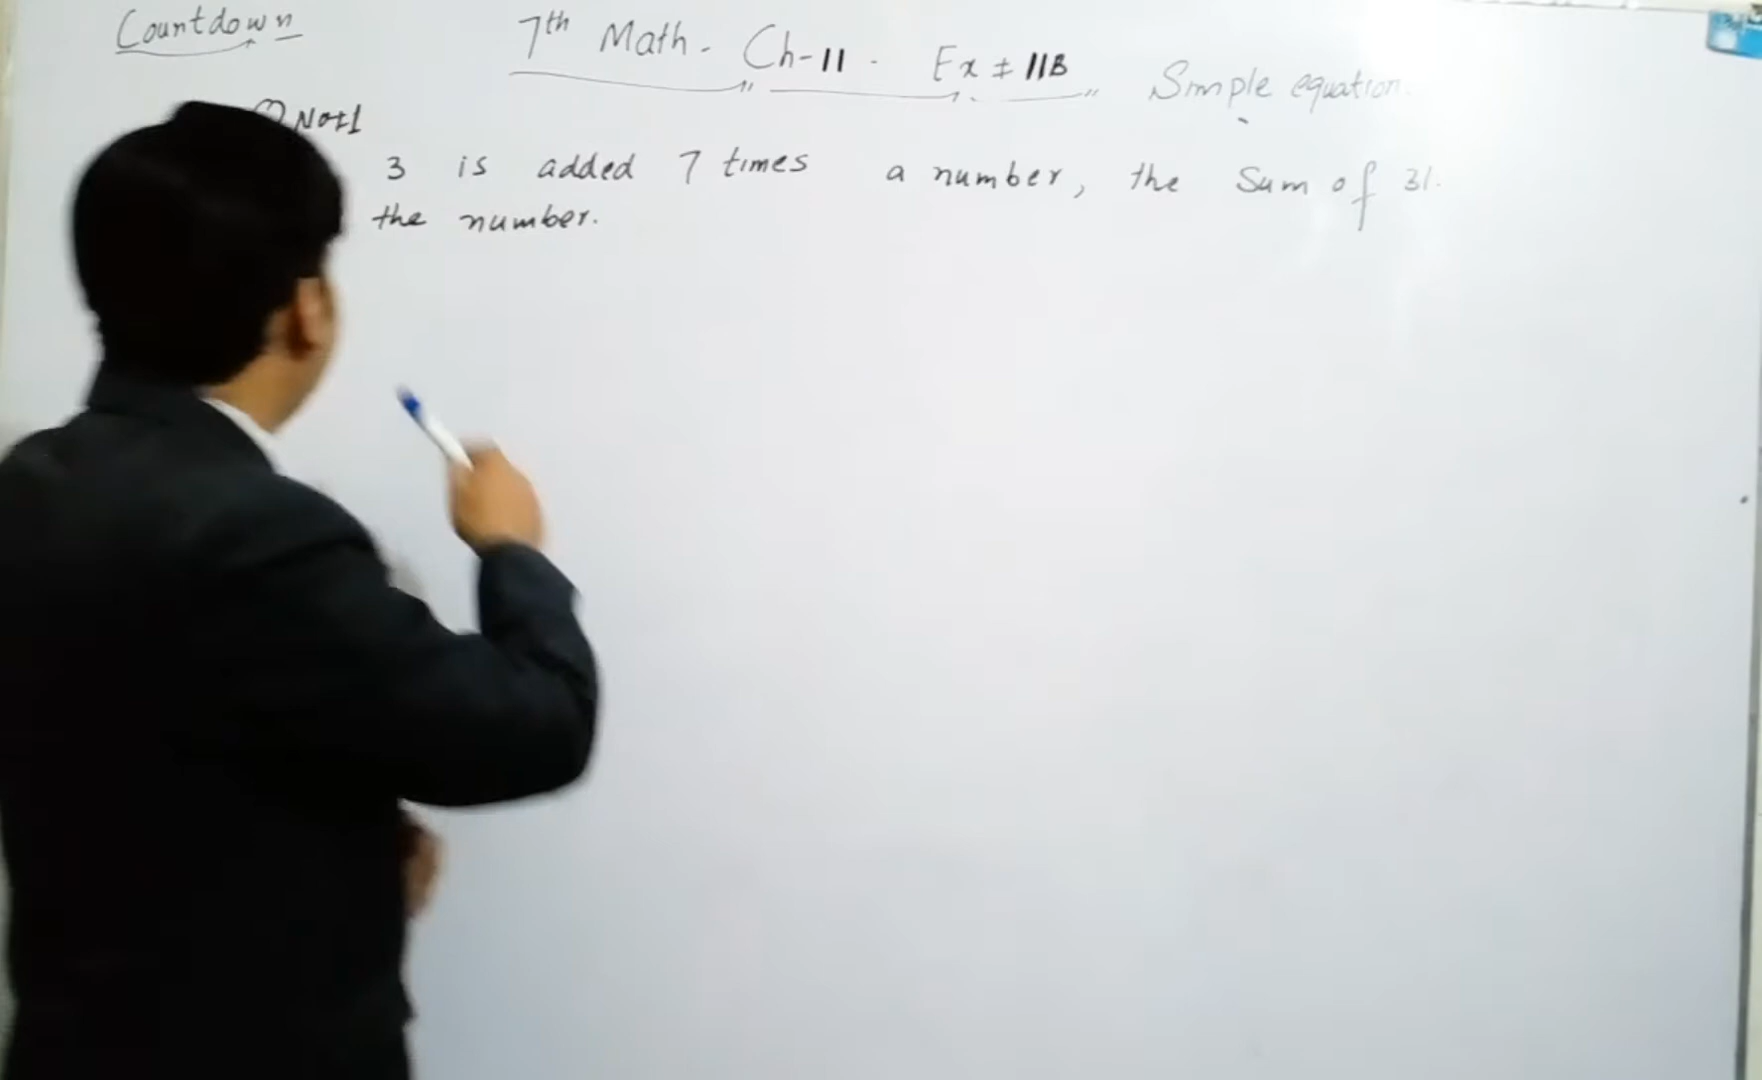 Countdown
7th Math - Ch-11 - Ex # 11B Simple equation.
Q No#1
3 is added 7 times a number, the Sum of 31.
the number.